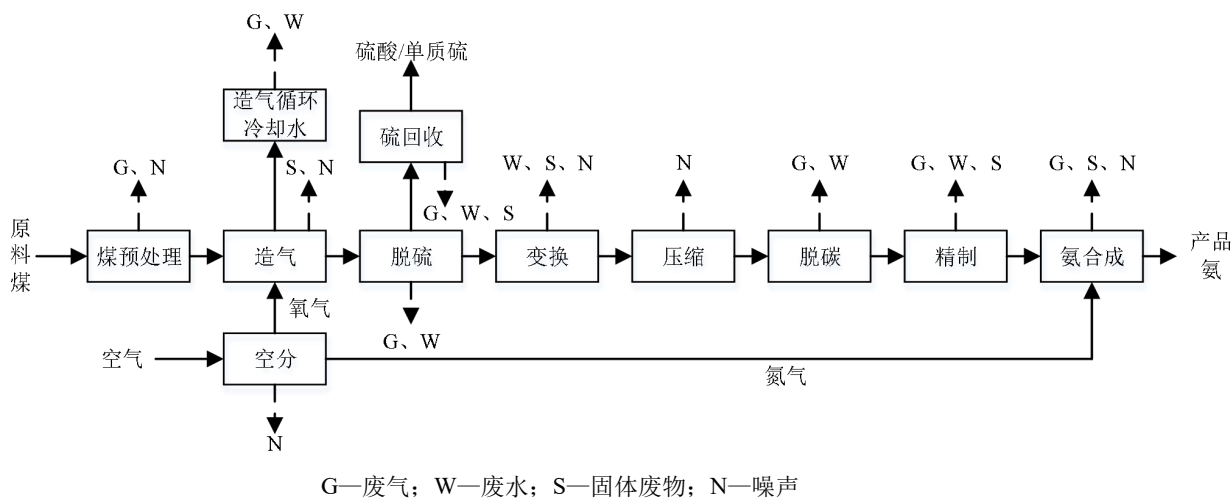 G、W
硫酸/单质硫
造气循环
冷却水
硫回收
G、N
S、N
G、W、S
W、S、N
N
G、W
G、W、S
G、S、N
原
料
煤
煤预处理
造气
脱硫
变换
压缩
脱碳
精制
氨合成
产品
氨
氧气
G、W
空气
空分
氮气
N
G—废气；W—废水；S—固体废物；N—噪声